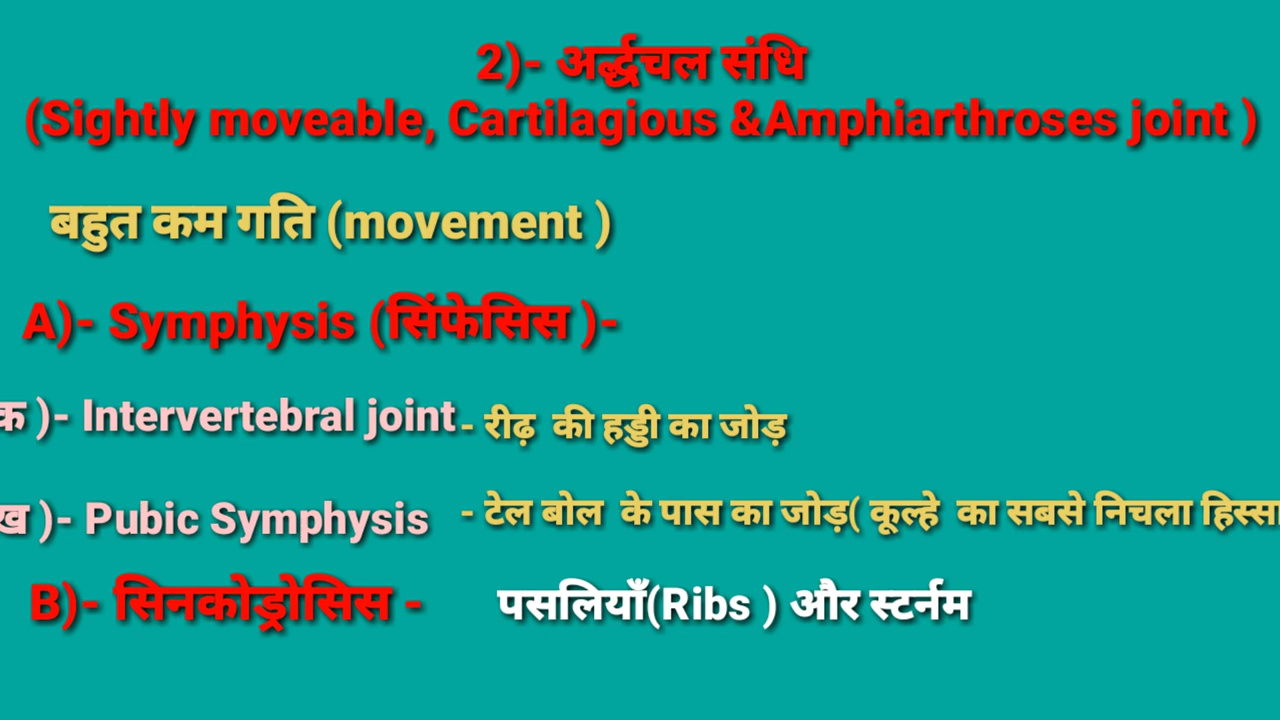 2)- अर्द्धचल संधि
(Sightly moveable, Cartilagious &Amphiarthroses joint )
बहुत कम गति (movement )
A)- Symphysis (सिंफेसिस )-
क )- Intervertebral joint - रीढ़ की हड्डी का जोड़
ख )- Pubic Symphysis - टेल बोल के पास का जोड़( कूल्हे का सबसे निचला हिस्सा
B)- सिनकोड्रोसिस - पसलियाँ(Ribs ) और स्टर्नम